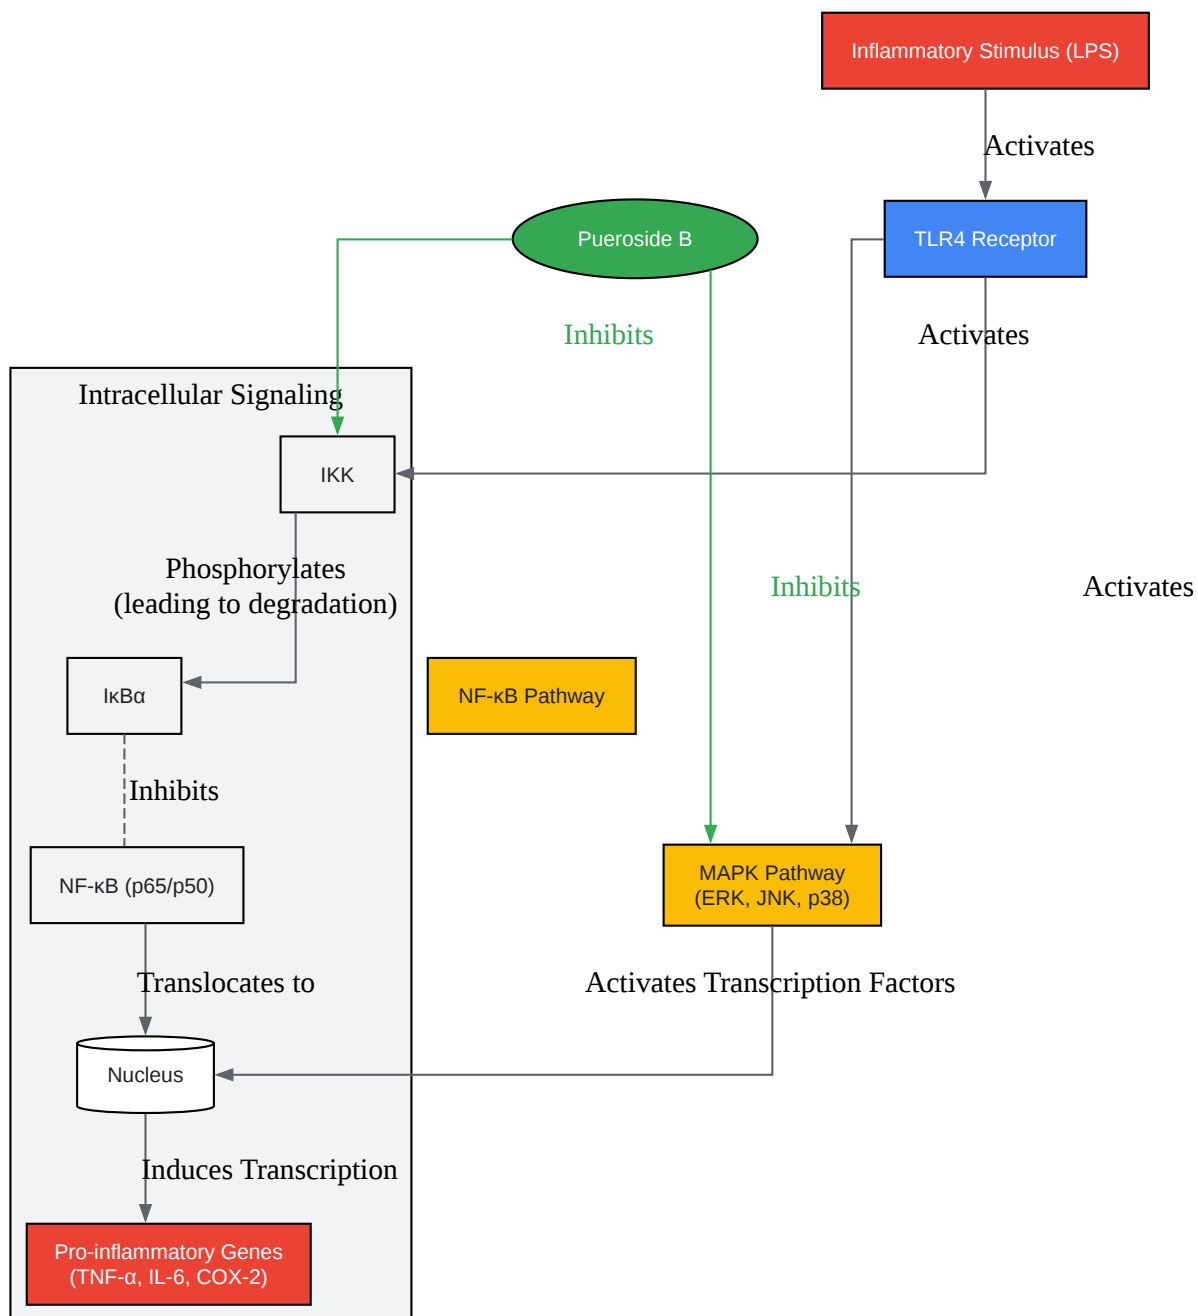 Inflammatory Stimulus (LPS)
Activates
Pueroside B
TLR4 Receptor
Inhibits
Activates
Intracellular Signaling
IKK
Phosphorylates
(leading to degradation)
Inhibits
Activates
IκBα
NF-κB Pathway
Inhibits
NF-κB (p65/p50)
MAPK Pathway
(ERK, JNK, p38)
Translocates to
Activates Transcription Factors
Nucleus
Induces Transcription
Pro-inflammatory Genes
(TNF-α, IL-6, COX-2)